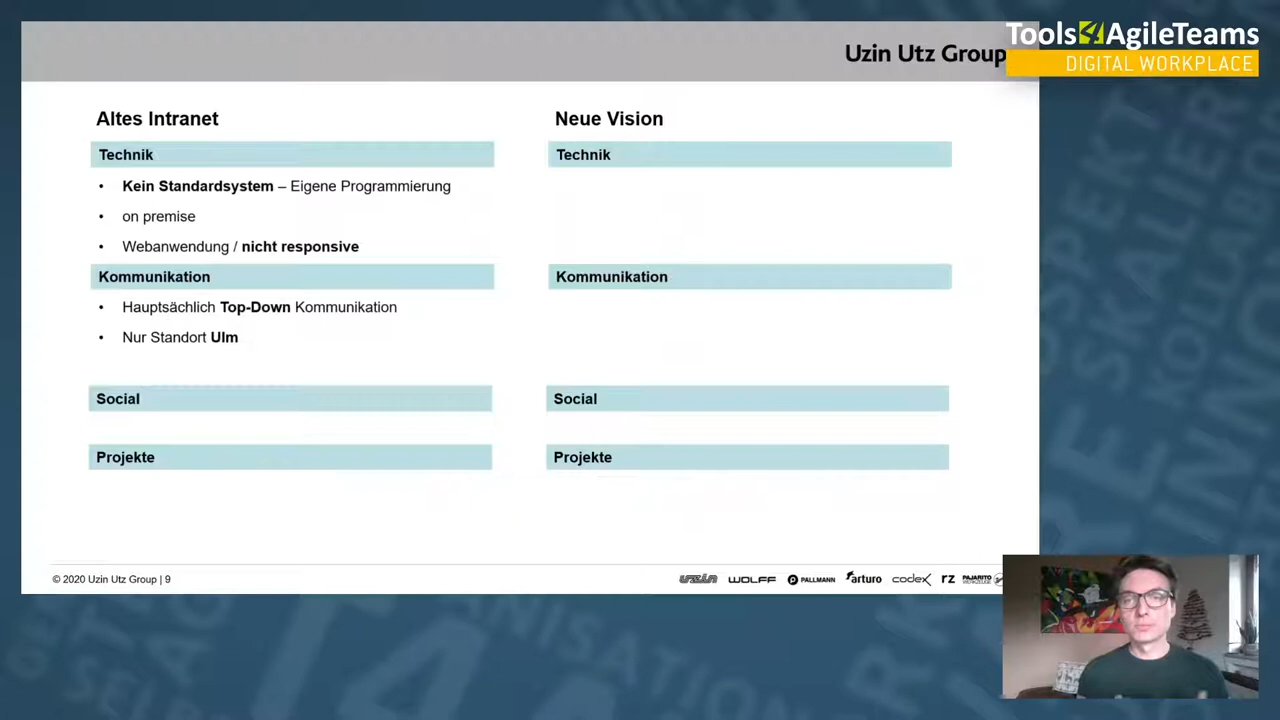 Tools4AgileTeams
DIGITAL WORKPLACE
Uzin Utz Group
Altes Intranet
Technik
• Kein Standardsystem – Eigene Programmierung
• on premise
• Webanwendung / nicht responsive
Kommunikation
• Hauptsächlich Top-Down Kommunikation
• Nur Standort Ulm
Social
Projekte
Neue Vision
Technik
Kommunikation
Social
Projekte
© 2020 Uzin Utz Group | 9
UZIN WOLFF PALLMANN arturo codex RZ PAJARITO